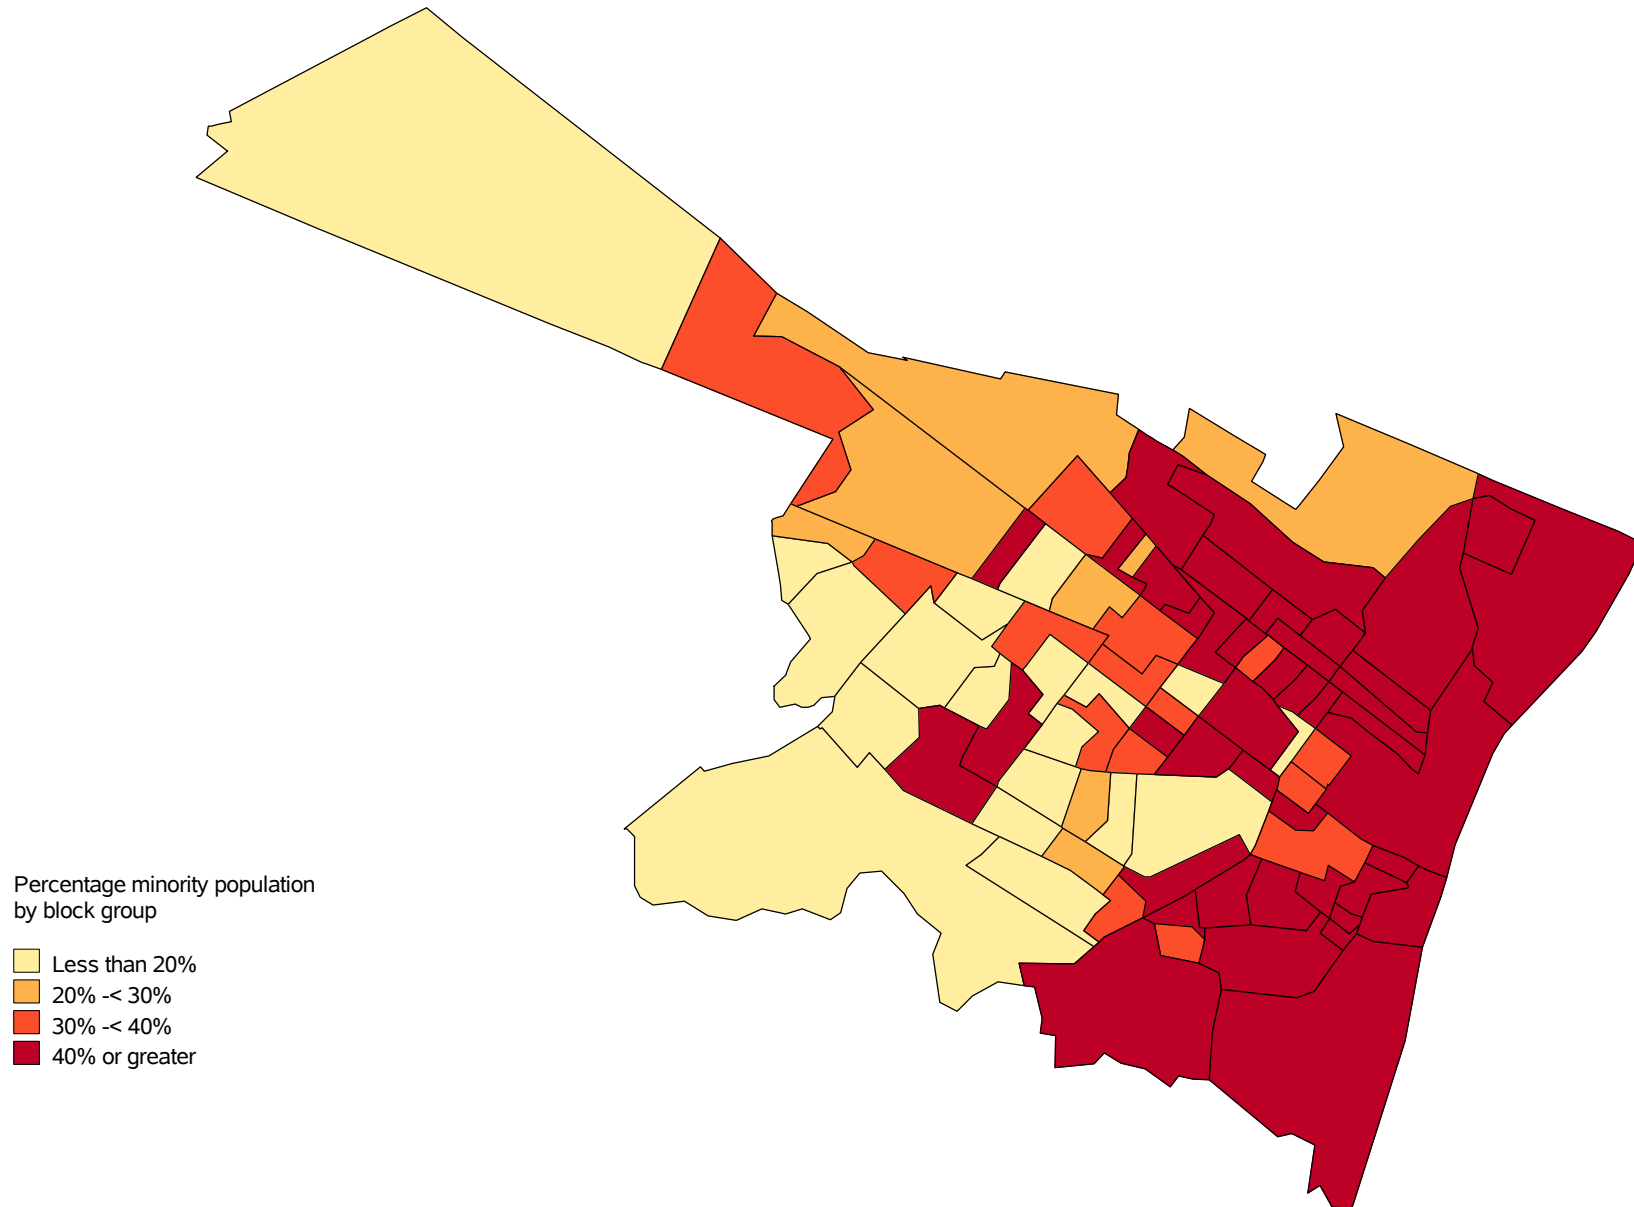 Percentage minority population
by block group
Less than 20%
20% -< 30%
30% -< 40%
40% or greater